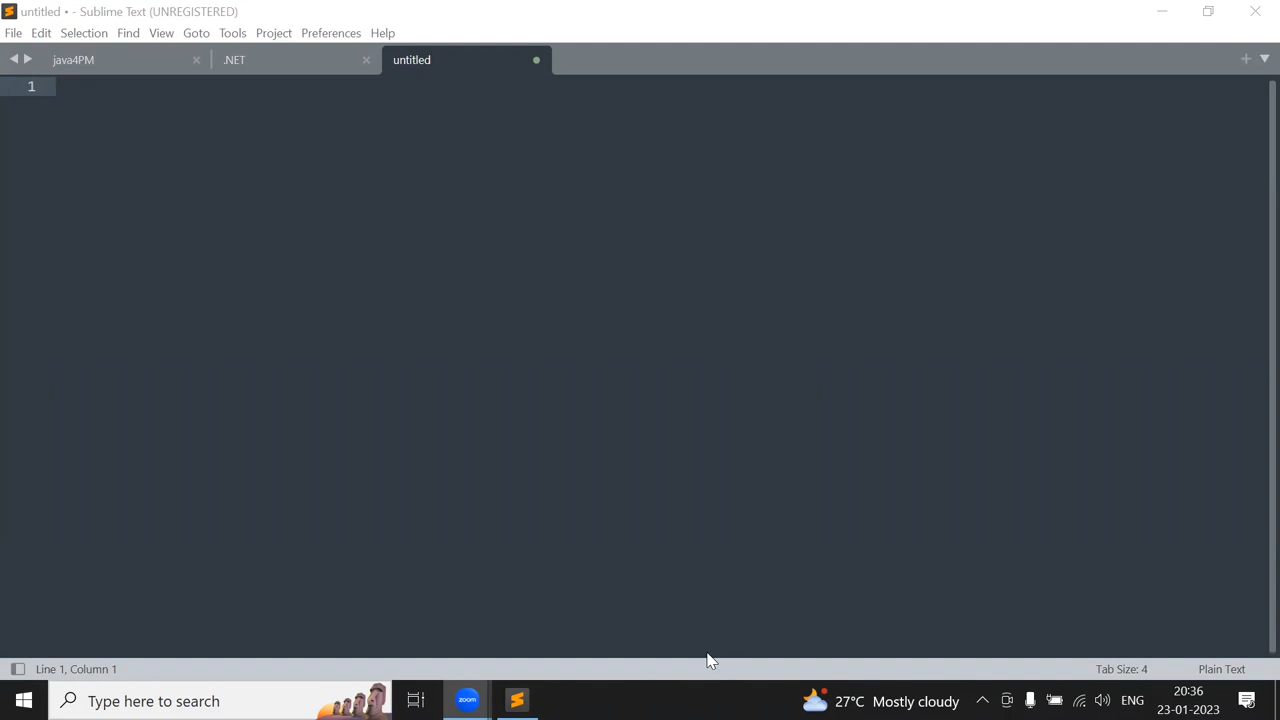 untitled • - Sublime Text (UNREGISTERED)
File Edit Selection Find View Goto Tools Project Preferences Help
java4PM .NET untitled
1
Line 1, Column 1 Tab Size: 4 Plain Text
Type here to search zoom 27°C Mostly cloudy ENG 20:36
23-01-2023